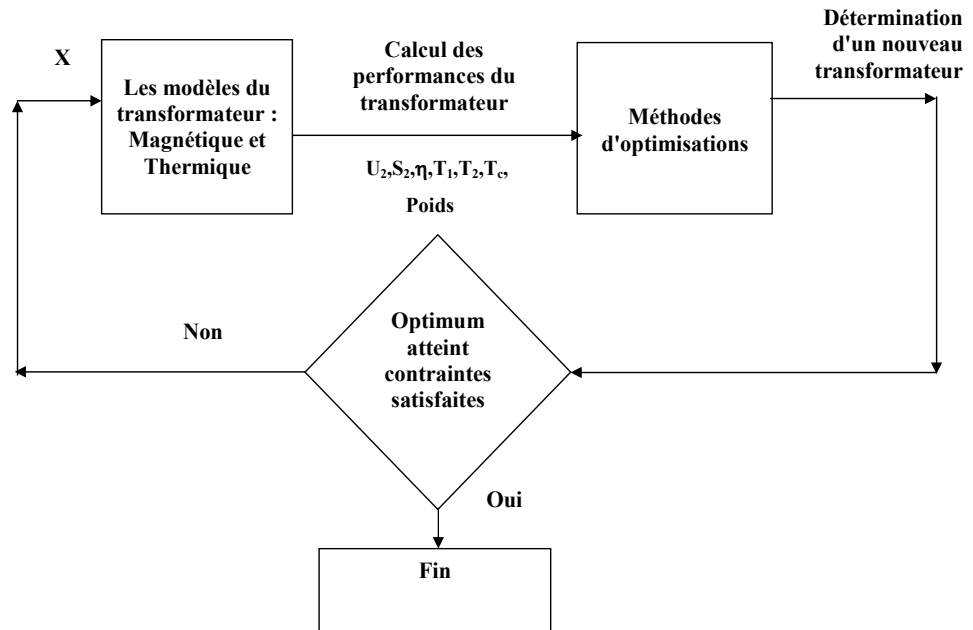 X
Les modèles du
transformateur :
Magnétique et
Thermique
Calcul des
performances du
transformateur
U₂,S₂,η,T₁,T₂,T𝒸,
Poids
Méthodes
d'optimisations
Détermination
d'un nouveau
transformateur
Non
Optimum
atteint
contraintes
satisfaites
Oui
Fin